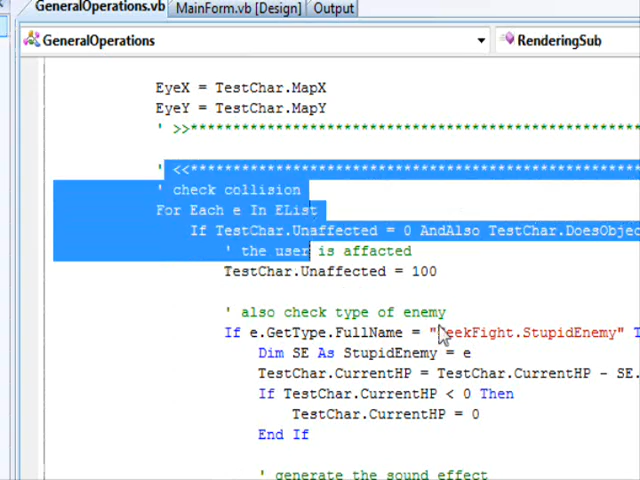 GeneralOperations.vb MainForm.vb [Design] Output
GeneralOperations RenderingSub
EyeX = TestChar.MapX
EyeY = TestChar.MapY
' >>************************************************************
' <<************************************************************
' check collision
For Each e In EList
If TestChar.Unaffected = 0 AndAlso TestChar.DoesObjec
' the user is affacted
TestChar.Unaffected = 100
' also check type of enemy
If e.GetType.FullName = " eekFight.StupidEnemy" T
Dim SE As StupidEnemy = e
TestChar.CurrentHP = TestChar.CurrentHP - SE.
If TestChar.CurrentHP < 0 Then
TestChar.CurrentHP = 0
End If
' generate the sound effect